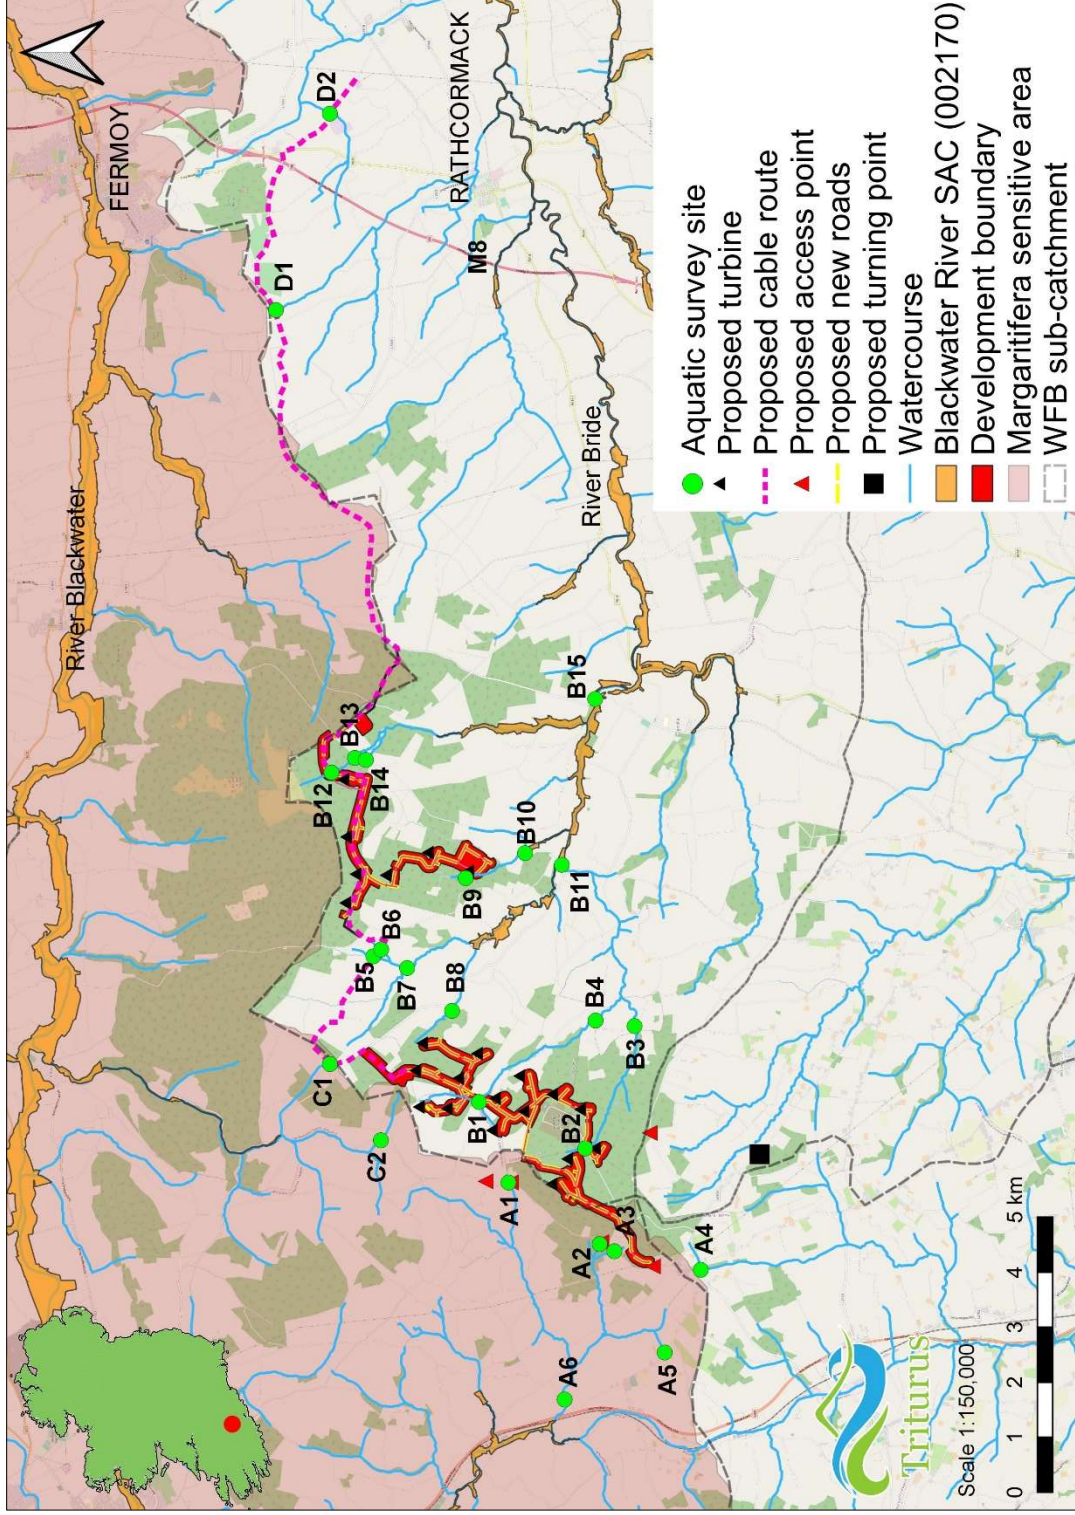 River Blackwater
FERMOY
D1
D2
RATHCORMACK
M8
River Bride
C1
C2
B12
B13
B14
B5
B6
B7
B8
B9
B10
B11
B15
B1
B2
B3
B4
A1
A2
A3
A4
A5
A6
Aquatic survey site
Proposed turbine
Proposed cable route
Proposed access point
Proposed new roads
Proposed turning point
Watercourse
Blackwater River SAC (002170)
Development boundary
Margaritifera sensitive area
WFB sub-catchment
Triturus
Scale 1:150,000
0 1 2 3 4 5 km